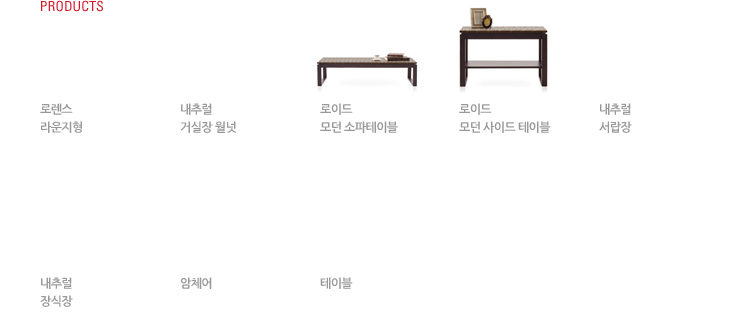 PRODUCTS
로렌스
라운지형
내추럴
거실장 월넛
로이드
모던 소파테이블
로이드
모던 사이드 테이블
내추럴
서랍장
내추럴
장식장
암체어
테이블